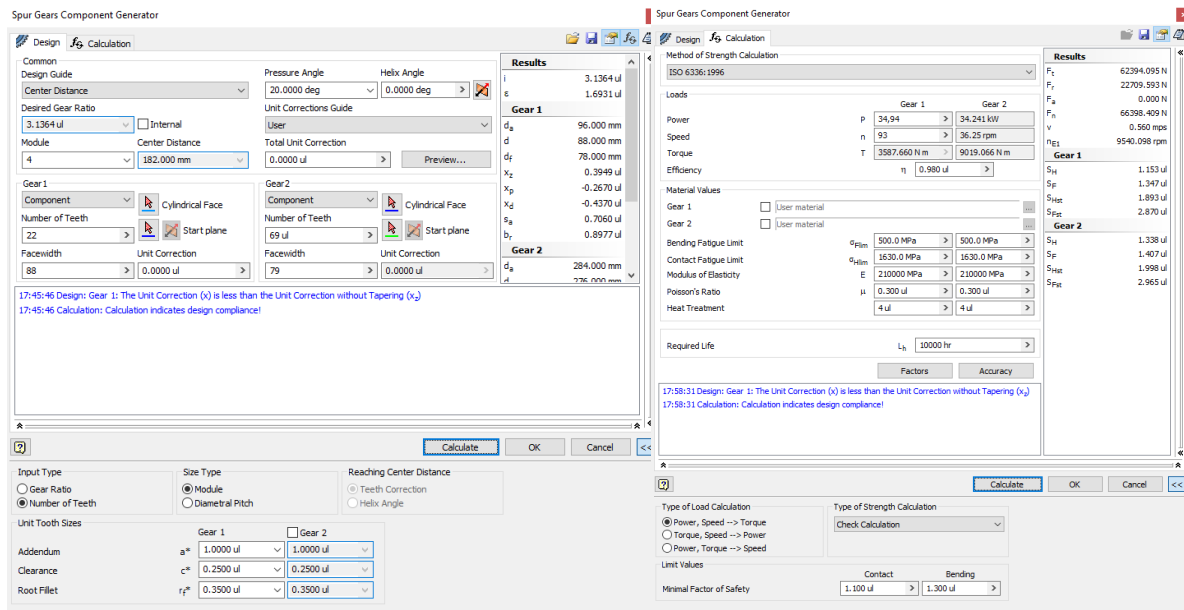 Spur Gears Component Generator
Design
Calculation
Common
Design Guide
Center Distance
Pressure Angle
20.0000 deg
Helix Angle
0.0000 deg
Desired Gear Ratio
3.1364 ul
Internal
Unit Corrections Guide
User
Module
4
Center Distance
182.000 mm
Total Unit Correction
0.0000 ul
Preview...
Gear1
Component
Cylindrical Face
Number of Teeth
22
Start plane
Facewidth
88
Unit Correction
0.0000 ul
Gear2
Component
Cylindrical Face
Number of Teeth
69 ul
Start plane
Facewidth
79
Unit Correction
0.0000 ul
Results
i 3.1364 ul
ε 1.6931 ul
Gear 1
da 96.000 mm
d 88.000 mm
df 78.000 mm
xz 0.3949 ul
xp -0.2670 ul
xd -0.4370 ul
sa 0.7060 ul
br 0.8977 ul
Gear 2
da 284.000 mm
d 276.000 mm
17:45:46 Design: Gear 1: The Unit Correction (x) is less than the Unit Correction without Tapering (xz)
17:45:46 Calculation: Calculation indicates design compliance!
Calculate
OK
Cancel
<<
Input Type
Gear Ratio
Number of Teeth
Size Type
Module
Diametral Pitch
Reaching Center Distance
Teeth Correction
Helix Angle
Unit Tooth Sizes
Gear 1 Gear 2
Addendum a* 1.0000 ul 1.0000 ul
Clearance c* 0.2500 ul 0.2500 ul
Root Fillet rf* 0.3500 ul 0.3500 ul
Spur Gears Component Generator
Design
Calculation
Method of Strength Calculation
ISO 6336:1996
Loads
Gear 1 Gear 2
Power P 34,94 34.241 kW
Speed n 93 36.25 rpm
Torque T 3587.660 N m 9019.066 N m
Efficiency η 0.980 ul
Material Values
Gear 1 User material ...
Gear 2 User material ...
Bending Fatigue Limit σFlim 500.0 MPa 500.0 MPa
Contact Fatigue Limit σHlim 1630.0 MPa 1630.0 MPa
Modulus of Elasticity E 210000 MPa 210000 MPa
Poisson's Ratio μ 0.300 ul 0.300 ul
Heat Treatment 4 ul 4 ul
Required Life Lh 10000 hr
Factors
Accuracy
Results
Ft 62394.095 N
Fr 22709.593 N
Fa 0.000 N
Fn 66398.409 N
v 0.560 mps
nE1 9540.098 rpm
Gear 1
SH 1.153 ul
SF 1.347 ul
SHst 1.893 ul
SFst 2.870 ul
Gear 2
SH 1.338 ul
SF 1.407 ul
SHst 1.998 ul
SFst 2.965 ul
17:58:31 Design: Gear 1: The Unit Correction (x) is less than the Unit Correction without Tapering (xz)
17:58:31 Calculation: Calculation indicates design compliance!
Calculate
OK
Cancel
<<
Type of Load Calculation
Power, Speed --> Torque
Torque, Speed --> Power
Power, Torque --> Speed
Type of Strength Calculation
Check Calculation
Limit Values
Contact Bending
Minimal Factor of Safety 1.100 ul 1.300 ul